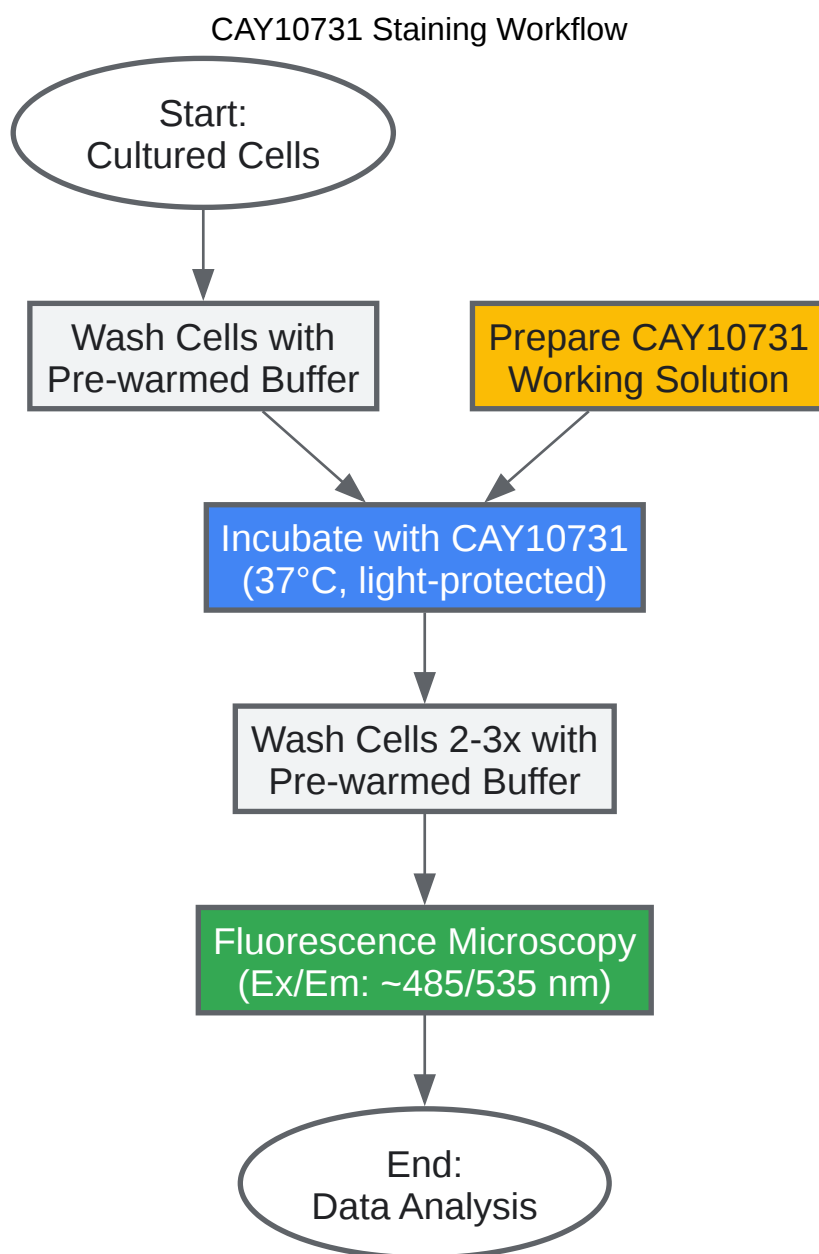 CAY10731 Staining Workflow
Start:
Cultured Cells
Wash Cells with
Pre-warmed Buffer
Prepare CAY10731
Working Solution
Incubate with CAY10731
(37°C, light-protected)
Wash Cells 2-3x with
Pre-warmed Buffer
Fluorescence Microscopy
(Ex/Em: ~485/535 nm)
End:
Data Analysis